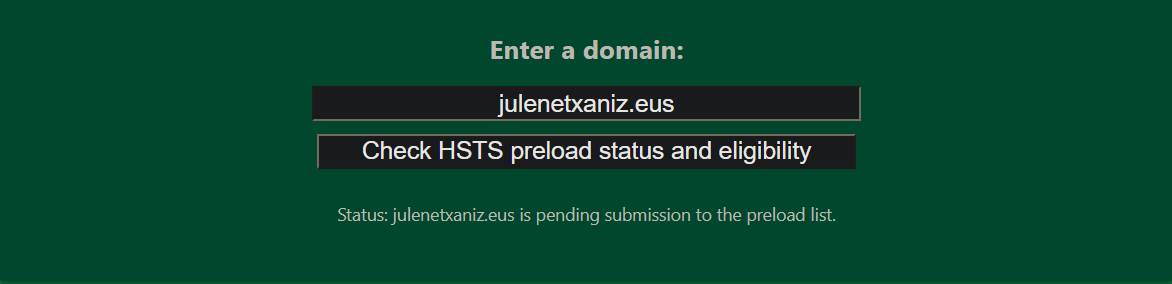 Enter a domain:
julenetxaniz.eus
Check HSTS preload status and eligibility
Status: julenetxaniz.eus is pending submission to the preload list.